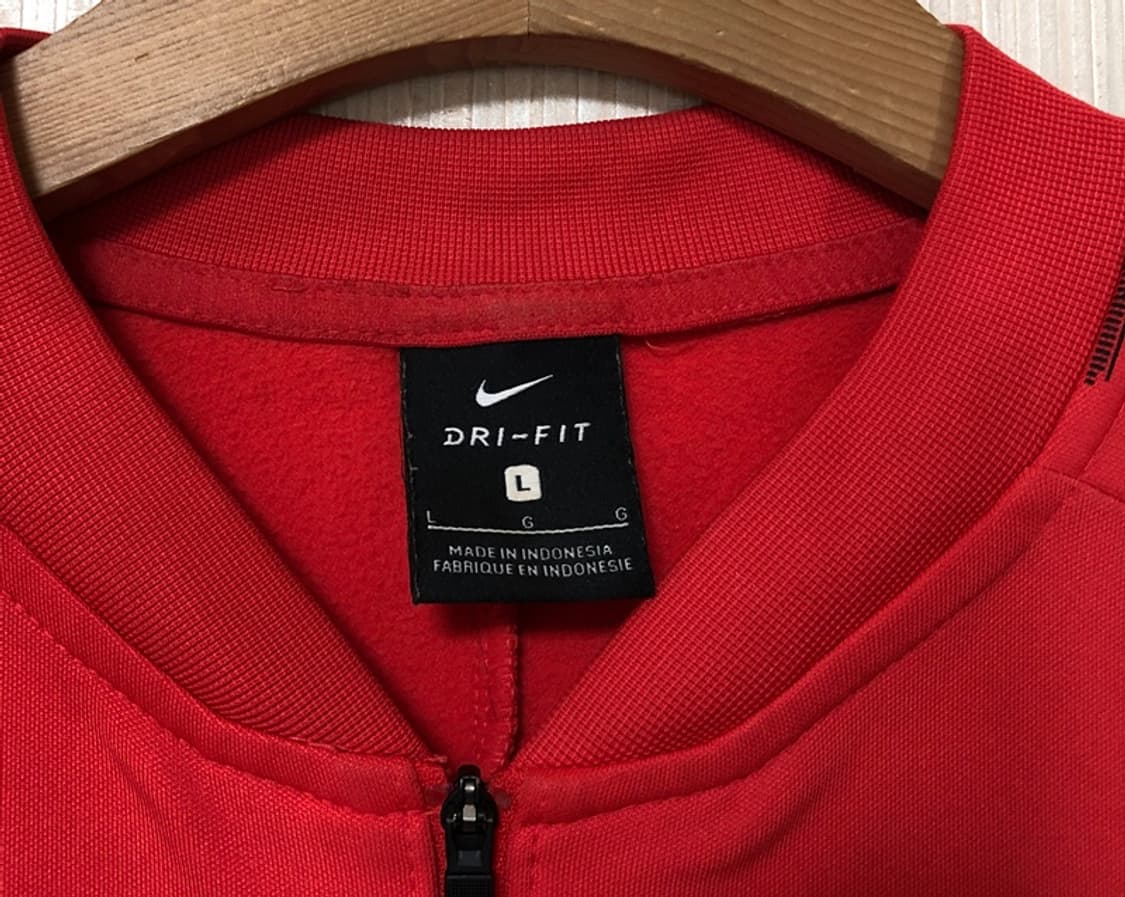 DRI-FIT
L
L G G
MADE IN INDONESIA
FABRIQUE EN INDONESIE